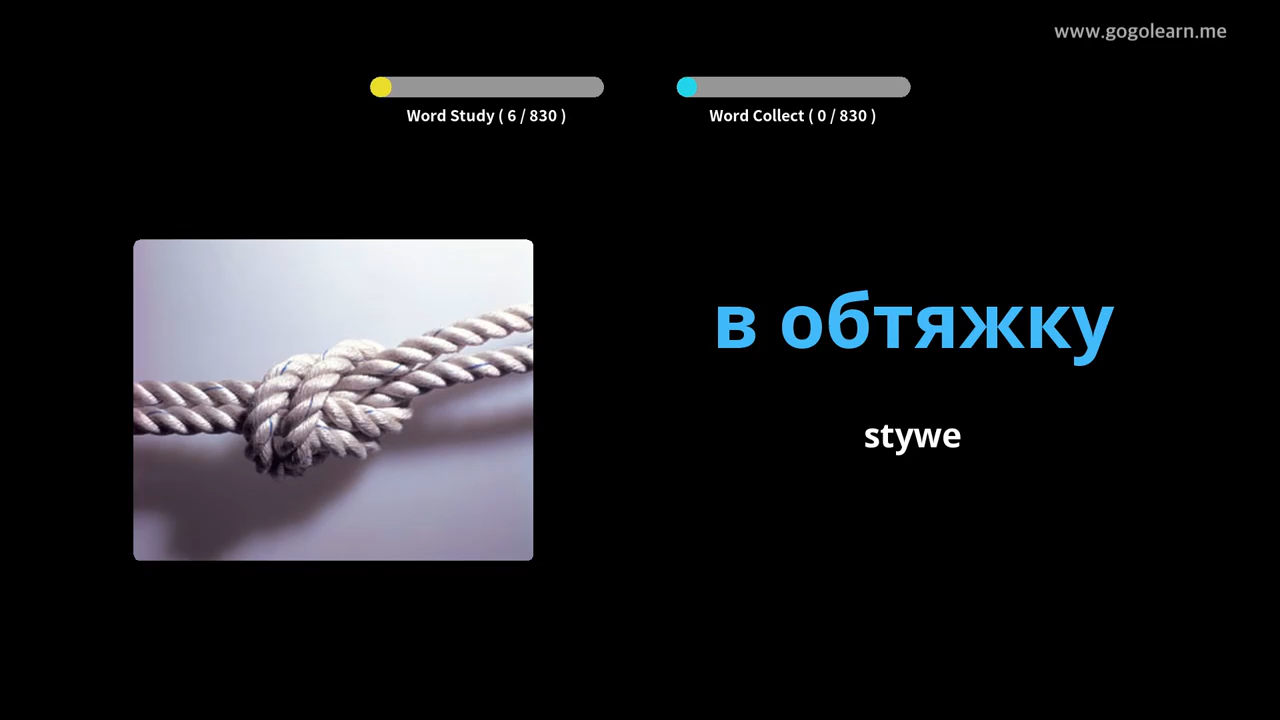 www.gogolearn.me
Word Study ( 6 / 830 )
Word Collect ( 0 / 830 )
в обтяжку
stywe